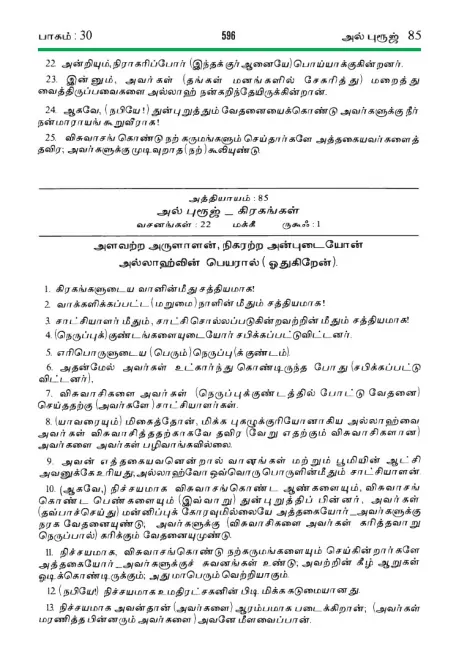 பாகம் : 30 596 அல் புரூஜ் 85
22. அன்றியும், நிராகரிப்போர் (இந்தக்குர்ஆனையே) பொய்யாக்குகின்றனர்.
23. இன்னும், அவர்கள் (தங்கள் மனங்களில் சேகரித்து) மறைத்து
வைத்திருப்பவைகளை அல்லாஹ் நன்கறிந்தேயிருக்கின்றான்.
24. ஆகவே, (நபியே!) துன்புறுத்தும் வேதனையைக்கொண்டு அவர்களுக்கு நீர்
நன்மாராயங் கூறுவீராக!
25. விசுவாசங் கொண்டு நற் கருமங்களும் செய்தார்களே அத்தகையவர்களைத்
தவிர; அவர்களுக்கு முடிவுறாத (நற்) கூலியுண்டு.
அத்தியாயம் : 85
அல் புரூஜ் _ கிரகங்கள்
வசனங்கள் : 22 மக்கீ ருகூஃ : 1
அளவற்ற அருளாளன், நிகரற்ற அன்புடையோன்
அல்லாஹ்வின் பெயரால் ( ஓதுகிறேன்).
1. கிரகங்களுடைய வானின்மீது சத்தியமாக!
2. வாக்களிக்கப்பட்ட (மறுமை) நாளின் மீதும் சத்தியமாக!
3. சாட்சியாளர் மீதும், சாட்சி சொல்லப்படுகின்றவற்றின் மீதும் சத்தியமாக!
4. (நெருப்புக்) குண்டங்களையுடையோர் சபிக்கப்பட்டுவிட்டனர்.
5. எரிபொருளுடைய (பெரும்) நெருப்பு(க்குண்டம்).
6. அதன்மேல் அவர்கள் உட்கார்ந்து கொண்டிருந்த போது (சபிக்கப்பட்டு
விட்டனர்),
7. விசுவாசிகளை அவர்கள் (நெருப்புக்குண்டத்தில் போட்டு வேதனை)
செய்ததற்கு (அவர்களே) சாட்சியாளர்கள்.
8. (யாவரையும்) மிகைத்தோன், மிக்க புகழுக்குரியோனாகிய அல்லாஹ்வை
அவர்கள் விசுவாசித்ததற்காகவே தவிர (வேறு எதற்கும் விசுவாசிகளான)
அவர்களை அவர்கள் பழிவாங்கவில்லை.
9. அவன் எத்தகையவனென்றால் வானங்கள் மற்றும் பூமியின் ஆட்சி
அவனுக்கே உரியது, அல்லாஹ்வோ ஒவ்வொரு பொருளின்மீதும் சாட்சியாளன்
10. (ஆகவே,) நிச்சயமாக விசுவாசங்கொண்ட ஆண்களையும், விசுவாசங்
கொண்ட பெண்களையும் (இவ்வாறு) துன்புறுத்திப் பின்னர், அவர்கள்
(தவ்பாச்செய்து) மன்னிப்புக் கோரவுமில்லையே அத்தகையோர்_அவர்களுக்கு
நரக வேதனையுண்டு; அவர்களுக்கு (விசுவாசிகளை அவர்கள் கரித்தவாறு
நெருப்பால்) கரிக்கும் வேதனையுமுண்டு.
11. நிச்சயமாக, விசுவாசங்கொண்டு நற்கருமங்களையும் செய்கின்றார்களே
அத்தகையோர்_அவர்களுக்குச் சுவனங்கள் உண்டு; அவற்றின் கீழ் ஆறுகள்
ஓடிக்கொண்டிருக்கும்; அது மாபெரும் வெற்றியாகும்.
12. (நபியே!) நிச்சயமாக உமதிரட்சகனின் பிடி மிக்க கடுமையானது.
13. நிச்சயமாக அவன்தான் (அவர்களை) ஆரம்பமாக படைக்கிறான்; (அவர்கள்
மரணித்த பின்னரும் அவர்களை) அவனே மீளவைப்பான்.